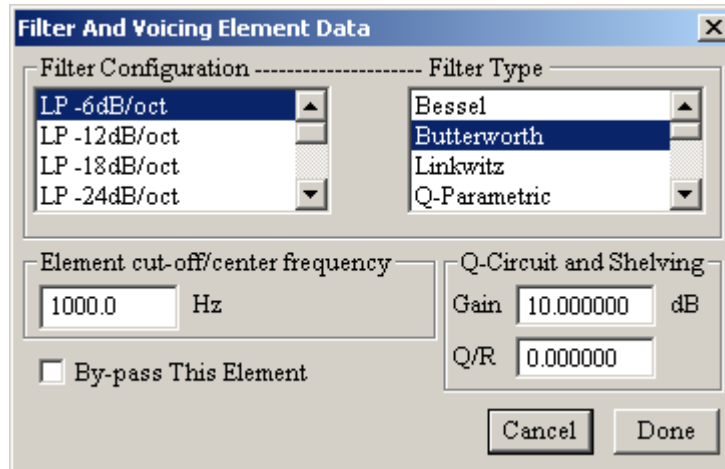 Filter And Voicing Element Data
Filter Configuration --------------------- Filter Type
LP -6dB/oct
LP -12dB/oct
LP -18dB/oct
LP -24dB/oct
Bessel
Butterworth
Linkwitz
Q-Parametric
Element cut-off/center frequency
1000.0 Hz
Q-Circuit and Shelving
Gain 10.000000 dB
Q/R 0.000000
By-pass This Element
Cancel
Done